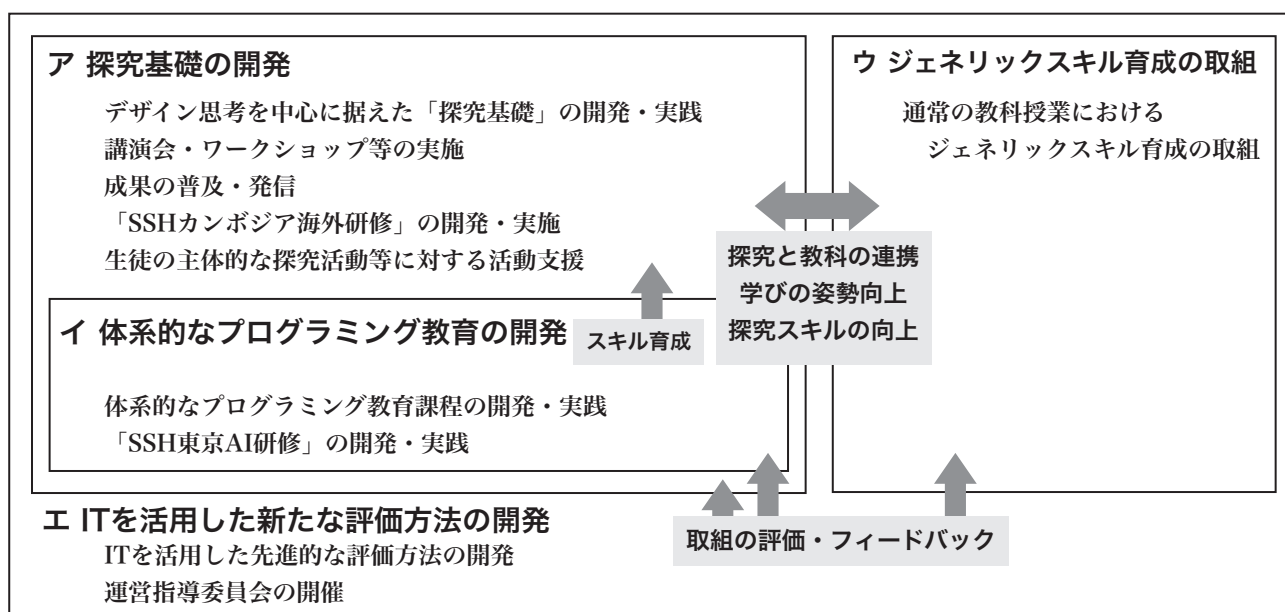 ア 探究基礎の開発
デザイン思考を中心に据えた「探究基礎」の開発・実践
講演会・ワークショップ等の実施
成果の普及・発信
「SSHカンボジア海外研修」の開発・実施
生徒の主体的な探究活動等に対する活動支援
イ 体系的なプログラミング教育の開発
スキル育成
体系的なプログラミング教育課程の開発・実践
「SSH東京AI研修」の開発・実践
ウ ジェネリックスキル育成の取組
通常の教科授業における
ジェネリックスキル育成の取組
探究と教科の連携
学びの姿勢向上
探究スキルの向上
エ ITを活用した新たな評価方法の開発
ITを活用した先進的な評価方法の開発
運営指導委員会の開催
取組の評価・フィードバック